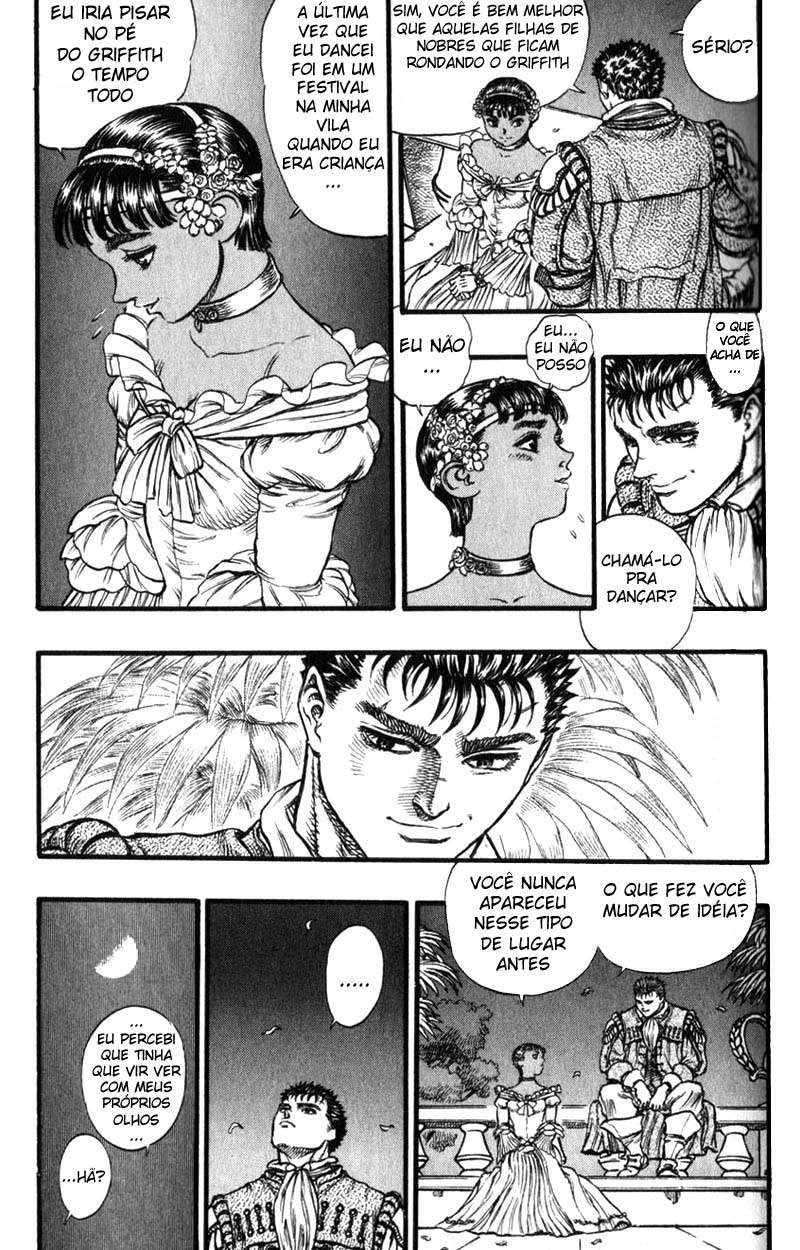 SÉRIO?
SIM, VOCÊ É BEM MELHOR
QUE AQUELAS FILHAS DE
NOBRES QUE FICAM
RONDANDO O GRIFFITH
O QUE
VOCÊ
ACHA DE
...
CHAMÁ-LO
PRA
DANÇAR?
EU...
EU NÃO
POSSO
EU NÃO
...
A ÚLTIMA
VEZ QUE
EU DANCEI
FOI EM UM
FESTIVAL
NA MINHA
VILA
QUANDO EU
ERA CRIANÇA
...
EU IRIA PISAR
NO PÉ
DO GRIFFITH
O TEMPO
TODO
O QUE FEZ VOCÊ
MUDAR DE IDÉIA?
VOCÊ NUNCA
APARECEU
NESSE TIPO
DE LUGAR
ANTES
.....
...
EU PERCEBI
QUE TINHA
QUE VIR VER
COM MEUS
PRÓPRIOS
OLHOS
...
...HÃ?